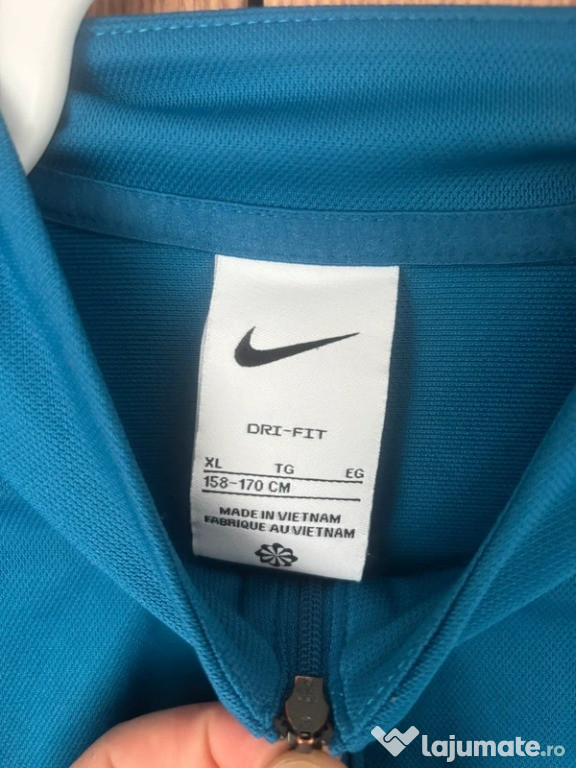 DRI-FIT
XL TG EG
158-170 CM
MADE IN VIETNAM
FABRIQUE AU VIETNAM
lajumate.ro